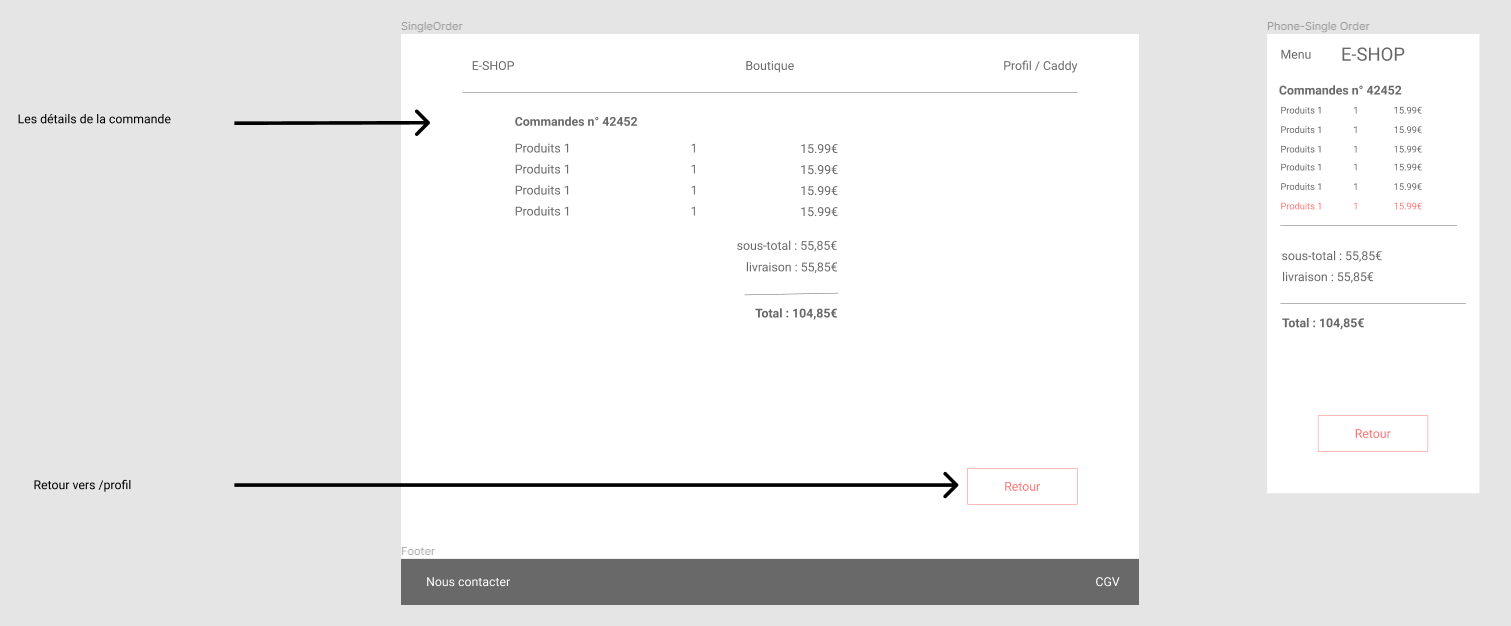 SingleOrder
E-SHOP Boutique Profil / Caddy
Les détails de la commande
Commandes n° 42452
Produits 1 1 15.99€
Produits 1 1 15.99€
Produits 1 1 15.99€
Produits 1 1 15.99€
sous-total : 55,85€
livraison : 55,85€
Total : 104,85€
Retour vers /profil
Retour
Footer
Nous contacter CGV
Phone-Single Order
Menu E-SHOP
Commandes n° 42452
Produits 1 1 15.99€
Produits 1 1 15.99€
Produits 1 1 15.99€
Produits 1 1 15.99€
Produits 1 1 15.99€
Produits 1 1 15.99€
sous-total : 55,85€
livraison : 55,85€
Total : 104,85€
Retour